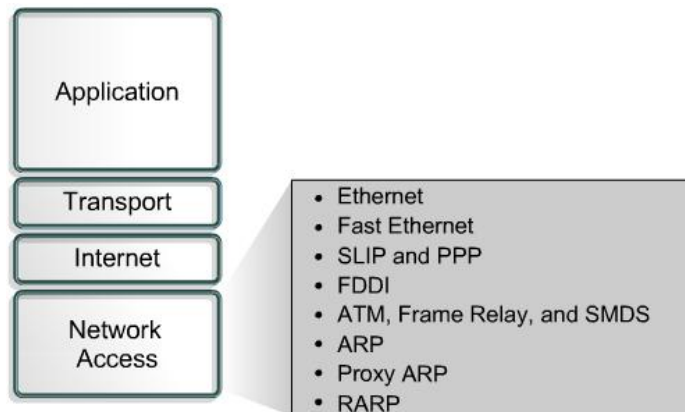 Application
Transport
Internet
Network
Access
• Ethernet
• Fast Ethernet
• SLIP and PPP
• FDDI
• ATM, Frame Relay, and SMDS
• ARP
• Proxy ARP
• RARP